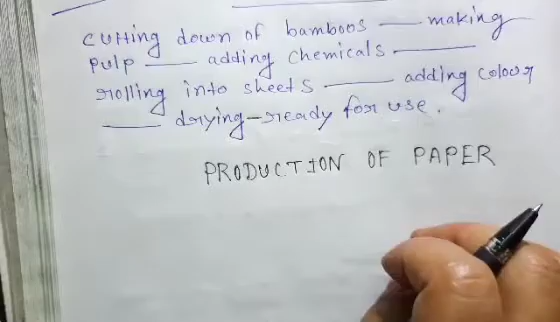 cutting down of bamboos — making
pulp — adding chemicals —
rolling into sheets — adding colour
— drying-ready for use.
PRODUCTION OF PAPER